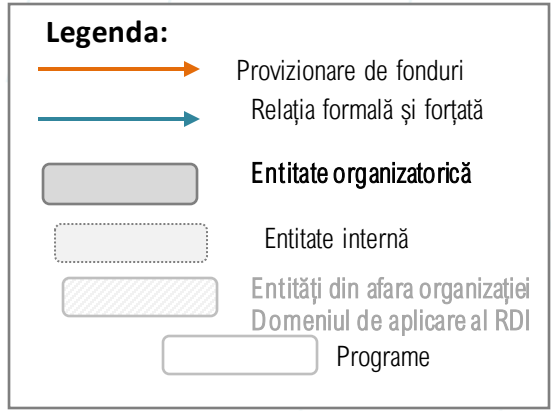 Legenda:
Provizionare de fonduri
Relația formală și forțată
Entitate organizatorică
Entitate internă
Entități din afara organizației
Domeniul de aplicare al RDI
Programe